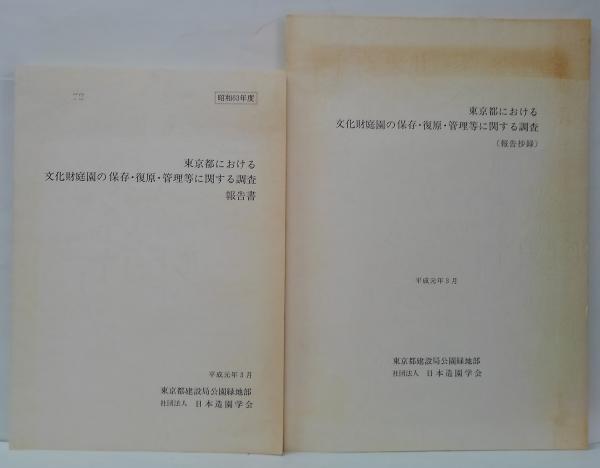 昭和63年度
東京都における
文化財庭園の保存・復原・管理等に関する調査
報告書
平成元年3月
東京都建設局公園緑地部
社団法人 日本造園学会
東京都における
文化財庭園の保存・復原・管理等に関する調査
(報告抄録)
平成元年3月
東京都建設局公園緑地部
社団法人 日本造園学会